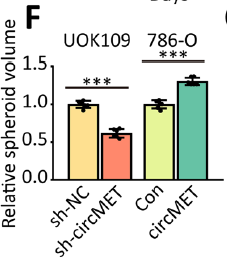 F
UOK109 786-O
*** ***
Relative spheroid volume
1.5
1.0
0.5
0.0
sh-NC
sh-circMET
Con
circMET